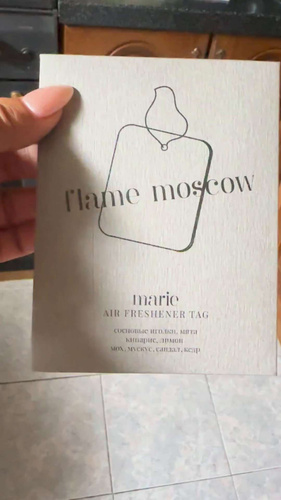 flame moscow
marie
AIR FRESHENER TAG
сосновые иголки, мята
кипарис, лимон
мох, мускус, сандал, кедр